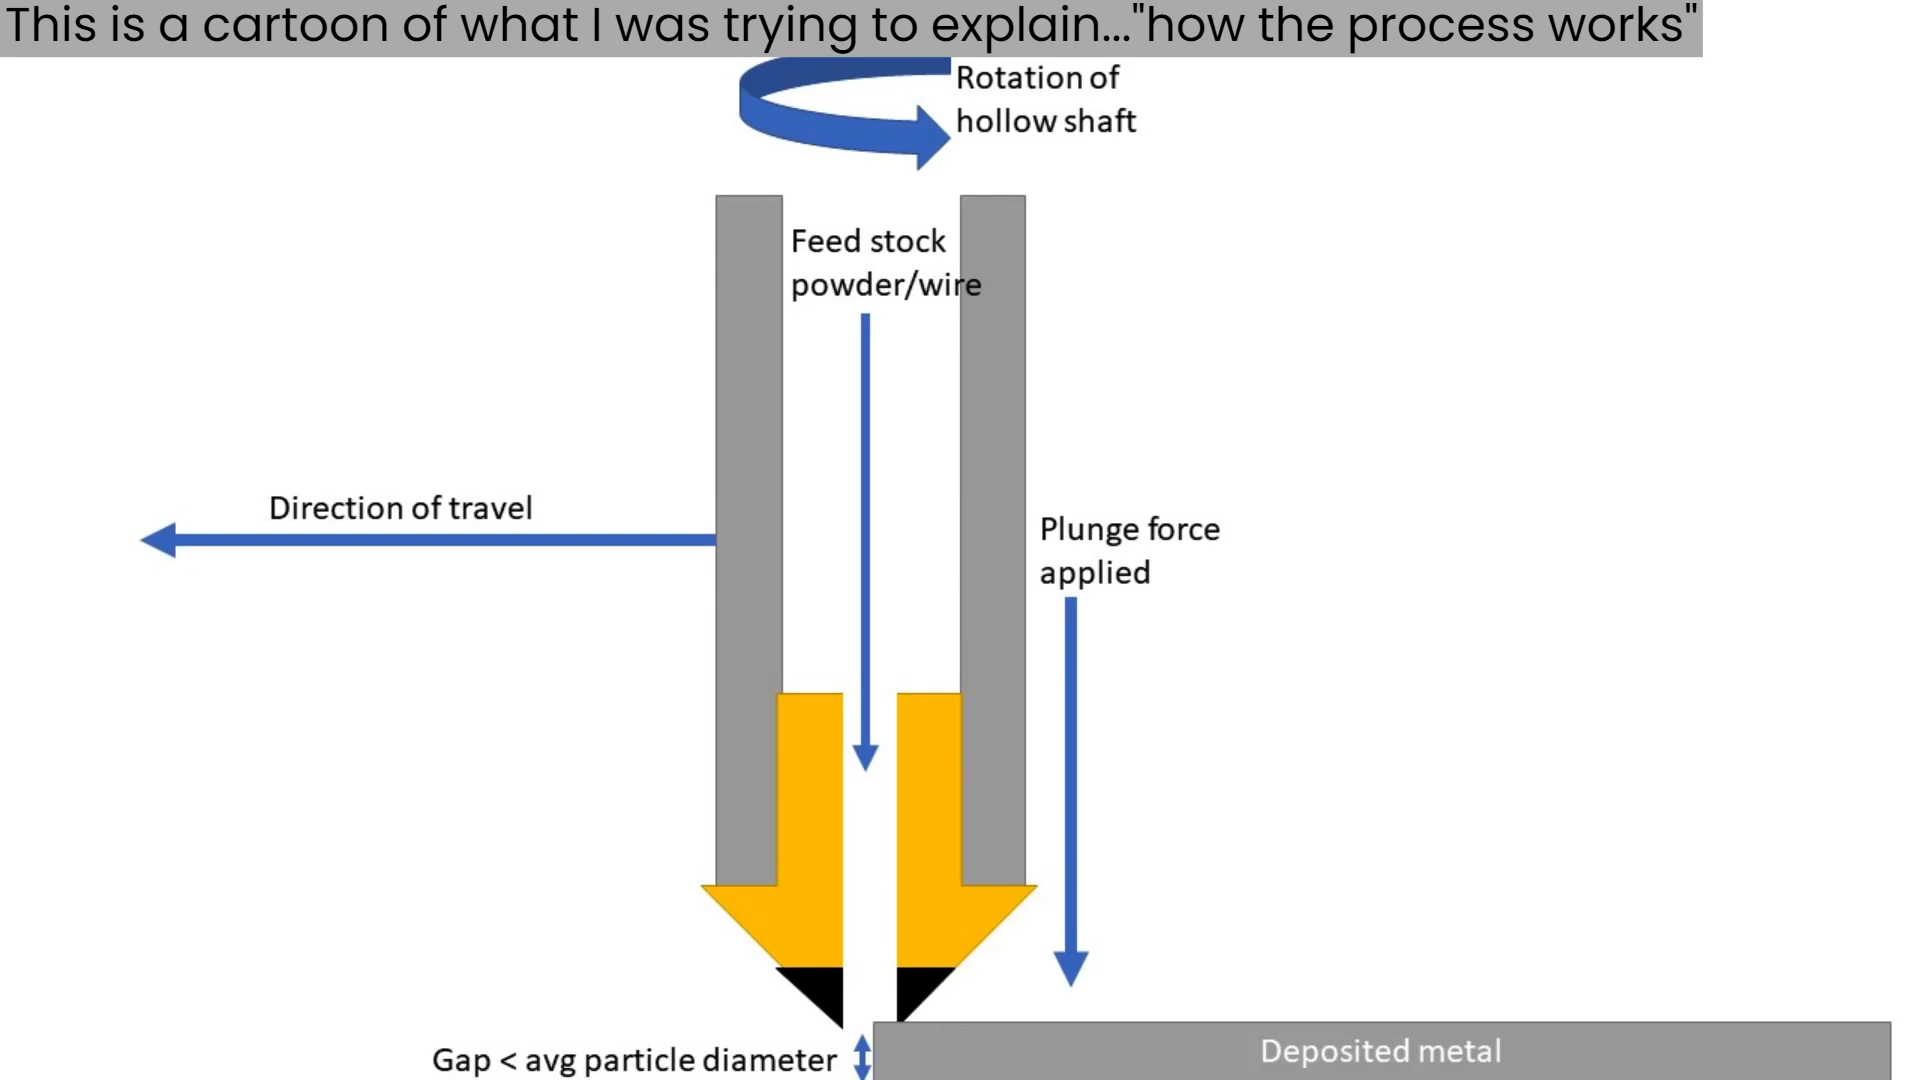 This is a cartoon of what I was trying to explain..."how the process works"
Rotation of
hollow shaft
Feed stock
powder/wire
Direction of travel
Plunge force
applied
Gap < avg particle diameter
Deposited metal